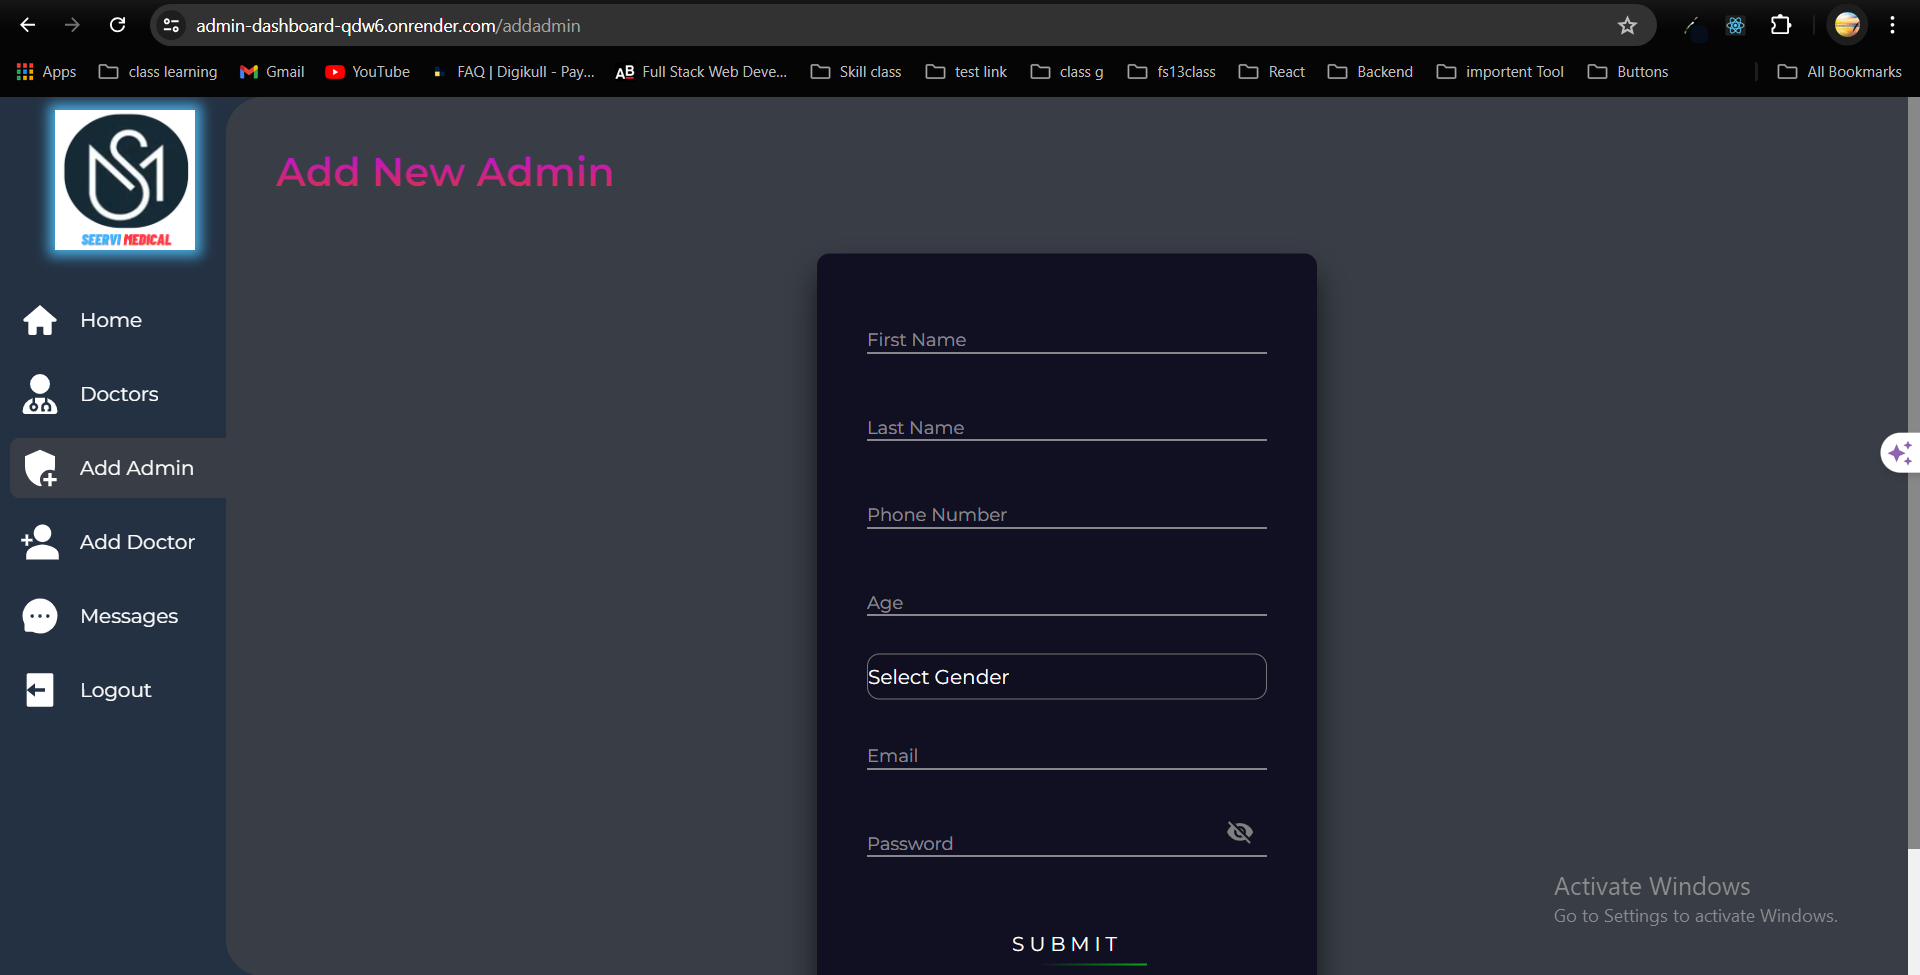 admin-dashboard-qdw6.onrender.com/addadmin
Apps class learning Gmail YouTube FAQ | Digikull - Pay... AB Full Stack Web Deve... Skill class test link class g fs13class React Backend importent Tool Buttons All Bookmarks
SEERVI MEDICAL
Home
Doctors
Add Admin
Add Doctor
Messages
Logout
Add New Admin
First Name
Last Name
Phone Number
Age
Select Gender
Email
Password
SUBMIT
Activate Windows
Go to Settings to activate Windows.